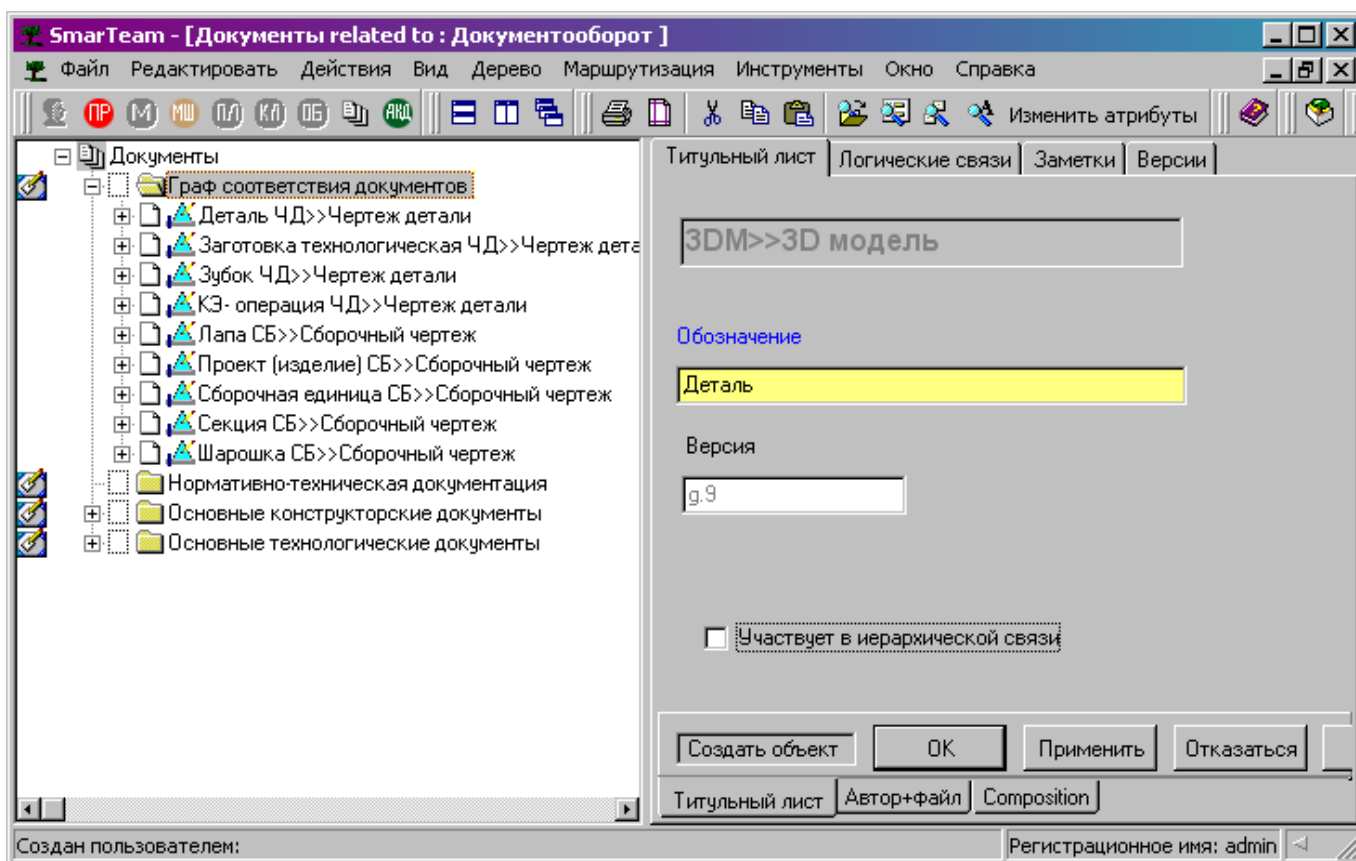 SmarTeam - [Документы related to : Документооборот ]
Файл Редактировать Действия Вид Дерево Маршрутизация Инструменты Окно Справка
ПР М МШ ПЛ КЛ ОБ АКД Изменить атрибуты
Документы
Граф соответствия документов
Деталь ЧД>>Чертеж детали
Заготовка технологическая ЧД>>Чертеж дета
Зубок ЧД>>Чертеж детали
КЭ- операция ЧД>>Чертеж детали
Лапа СБ>>Сборочный чертеж
Проект (изделие) СБ>>Сборочный чертеж
Сборочная единица СБ>>Сборочный чертеж
Секция СБ>>Сборочный чертеж
Шарошка СБ>>Сборочный чертеж
Нормативно-техническая документация
Основные конструкторские документы
Основные технологические документы
Титульный лист Логические связи Заметки Версии
3DM>>3D модель
Обозначение
Деталь
Версия
g.9
Участвует в иерархической связи
Создать объект OK Применить Отказаться
Титульный лист Автор+файл Composition
Создан пользователем: Регистрационное имя: admin